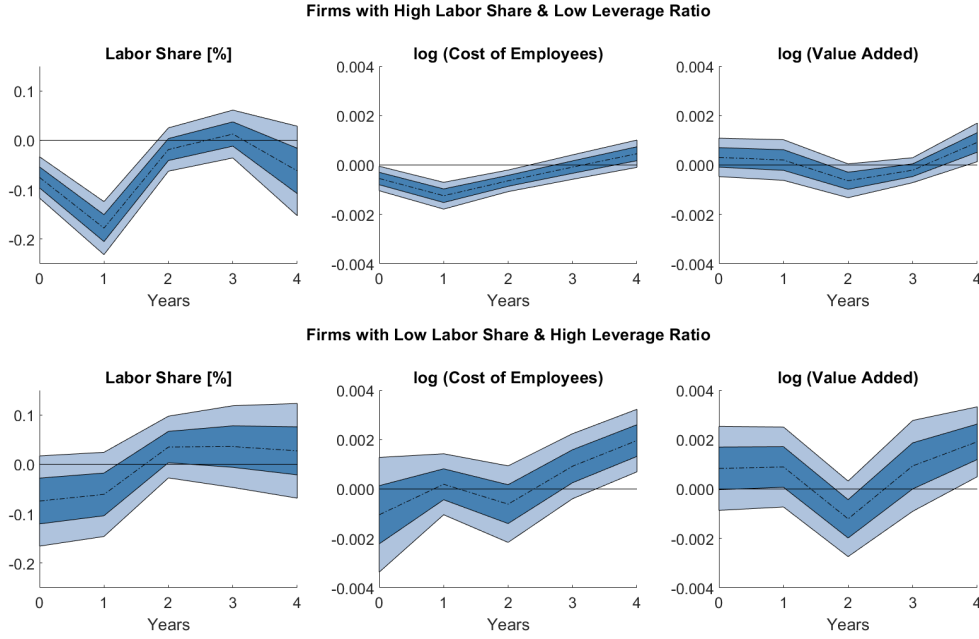 Firms with High Labor Share & Low Leverage Ratio
Labor Share [%]
log (Cost of Employees)
log (Value Added)
0.1
0.0
-0.1
-0.2
0 1 2 3 4
Years
0.004
0.002
0.000
-0.002
-0.004
0 1 2 3 4
Years
0.004
0.002
0.000
-0.002
-0.004
0 1 2 3 4
Years
Firms with Low Labor Share & High Leverage Ratio
Labor Share [%]
log (Cost of Employees)
log (Value Added)
0.1
0.0
-0.1
-0.2
0 1 2 3 4
Years
0.004
0.002
0.000
-0.002
-0.004
0 1 2 3 4
Years
0.004
0.002
0.000
-0.002
-0.004
0 1 2 3 4
Years